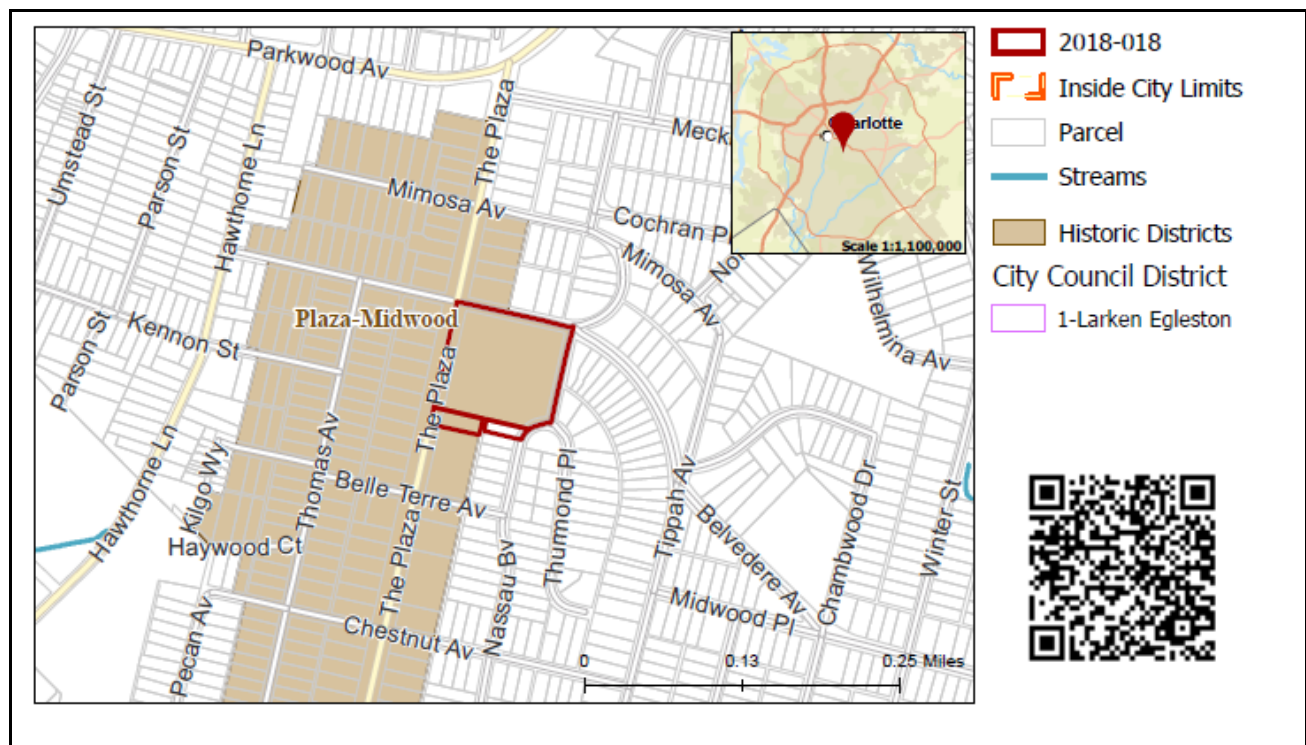 Parkwood Av
Umstead St
Parson St
Hawthorne Ln
The Plaza
Meck
Charlotte
Scale 1:1,100,000
Mimosa Av
Cochran P
Mimosa Av
Nor
Wilhelmina Av
Plaza-Midwood
Kennon St
Parson St
The Plaza
Hawthorne Ln
Kilgo Wy
Thomas Av
Belle Terre Av
Haywood Ct
The Plaza
Thurmond Pl
Tippah Av
Belvedere Av
Chambwood Dr
Winter St
Nassau Bv
Midwood Pl
Pecan Av
Chestnut Av
0
0.13
0.25 Miles
2018-018
Inside City Limits
Parcel
Streams
Historic Districts
City Council District
1-Larken Egleston